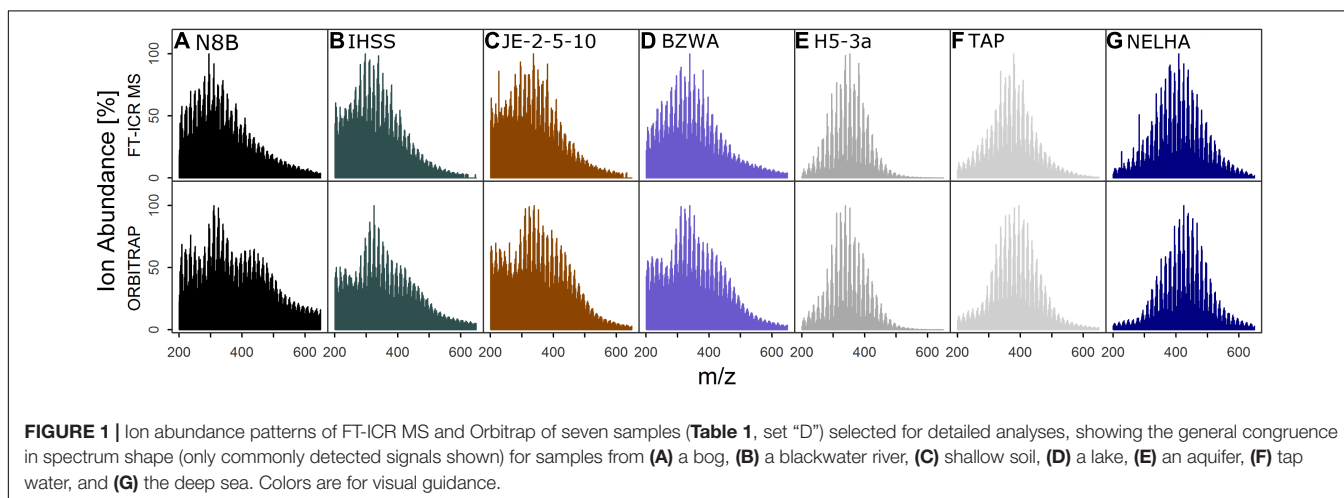 A N8B B IHSS C JE-2-5-10 D BZWA E H5-3a F TAP G NELHA
Ion Abundance [%]
FT-ICR MS
100
50
0
ORBITRAP
100
50
0
200 400 600 200 400 600 200 400 600 200 400 600 200 400 600 200 400 600 200 400 600
m/z
FIGURE 1 | Ion abundance patterns of FT-ICR MS and Orbitrap of seven samples (Table 1, set “D”) selected for detailed analyses, showing the general congruence
in spectrum shape (only commonly detected signals shown) for samples from (A) a bog, (B) a blackwater river, (C) shallow soil, (D) a lake, (E) an aquifer, (F) tap
water, and (G) the deep sea. Colors are for visual guidance.